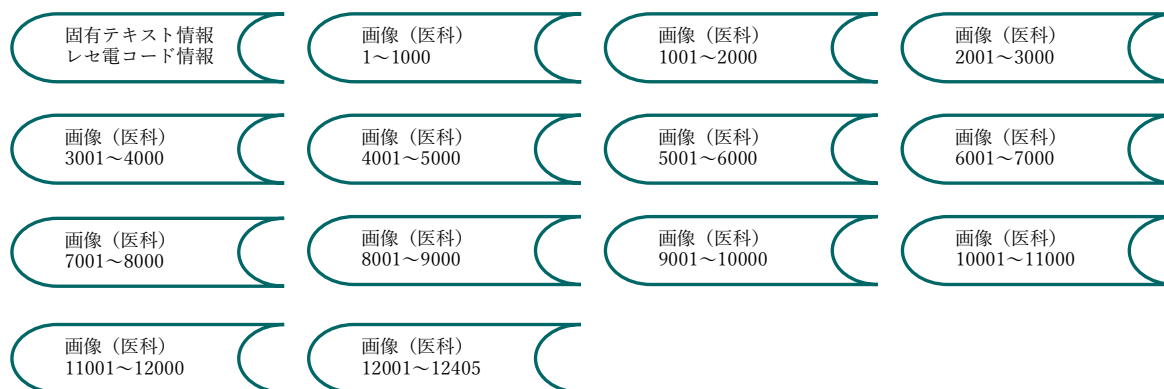 固有テキスト情報
レセ電コード情報
画像（医科）
1〜1000
画像（医科）
1001〜2000
画像（医科）
2001〜3000
画像（医科）
3001〜4000
画像（医科）
4001〜5000
画像（医科）
5001〜6000
画像（医科）
6001〜7000
画像（医科）
7001〜8000
画像（医科）
8001〜9000
画像（医科）
9001〜10000
画像（医科）
10001〜11000
画像（医科）
11001〜12000
画像（医科）
12001〜12405